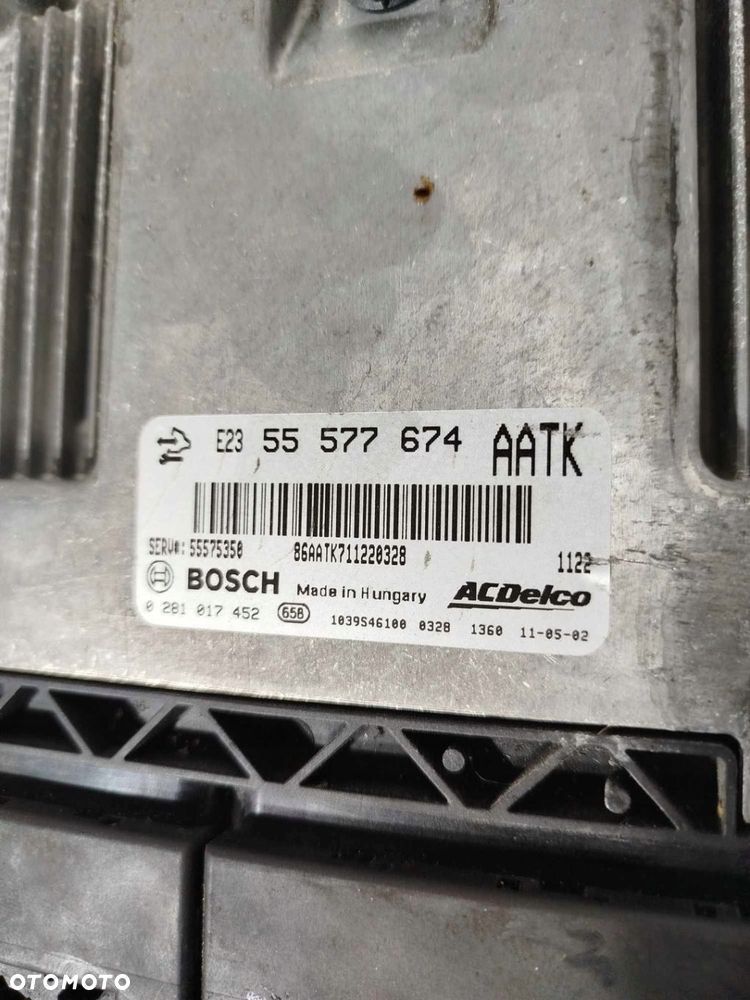 E23 55 577 674 AATK
SERV#: 55575350 86AATK711220328 1122
BOSCH Made in Hungary ACDelco
0 281 017 452 658 1039S46100 0328 1360 11-05-02
OTOMOTO